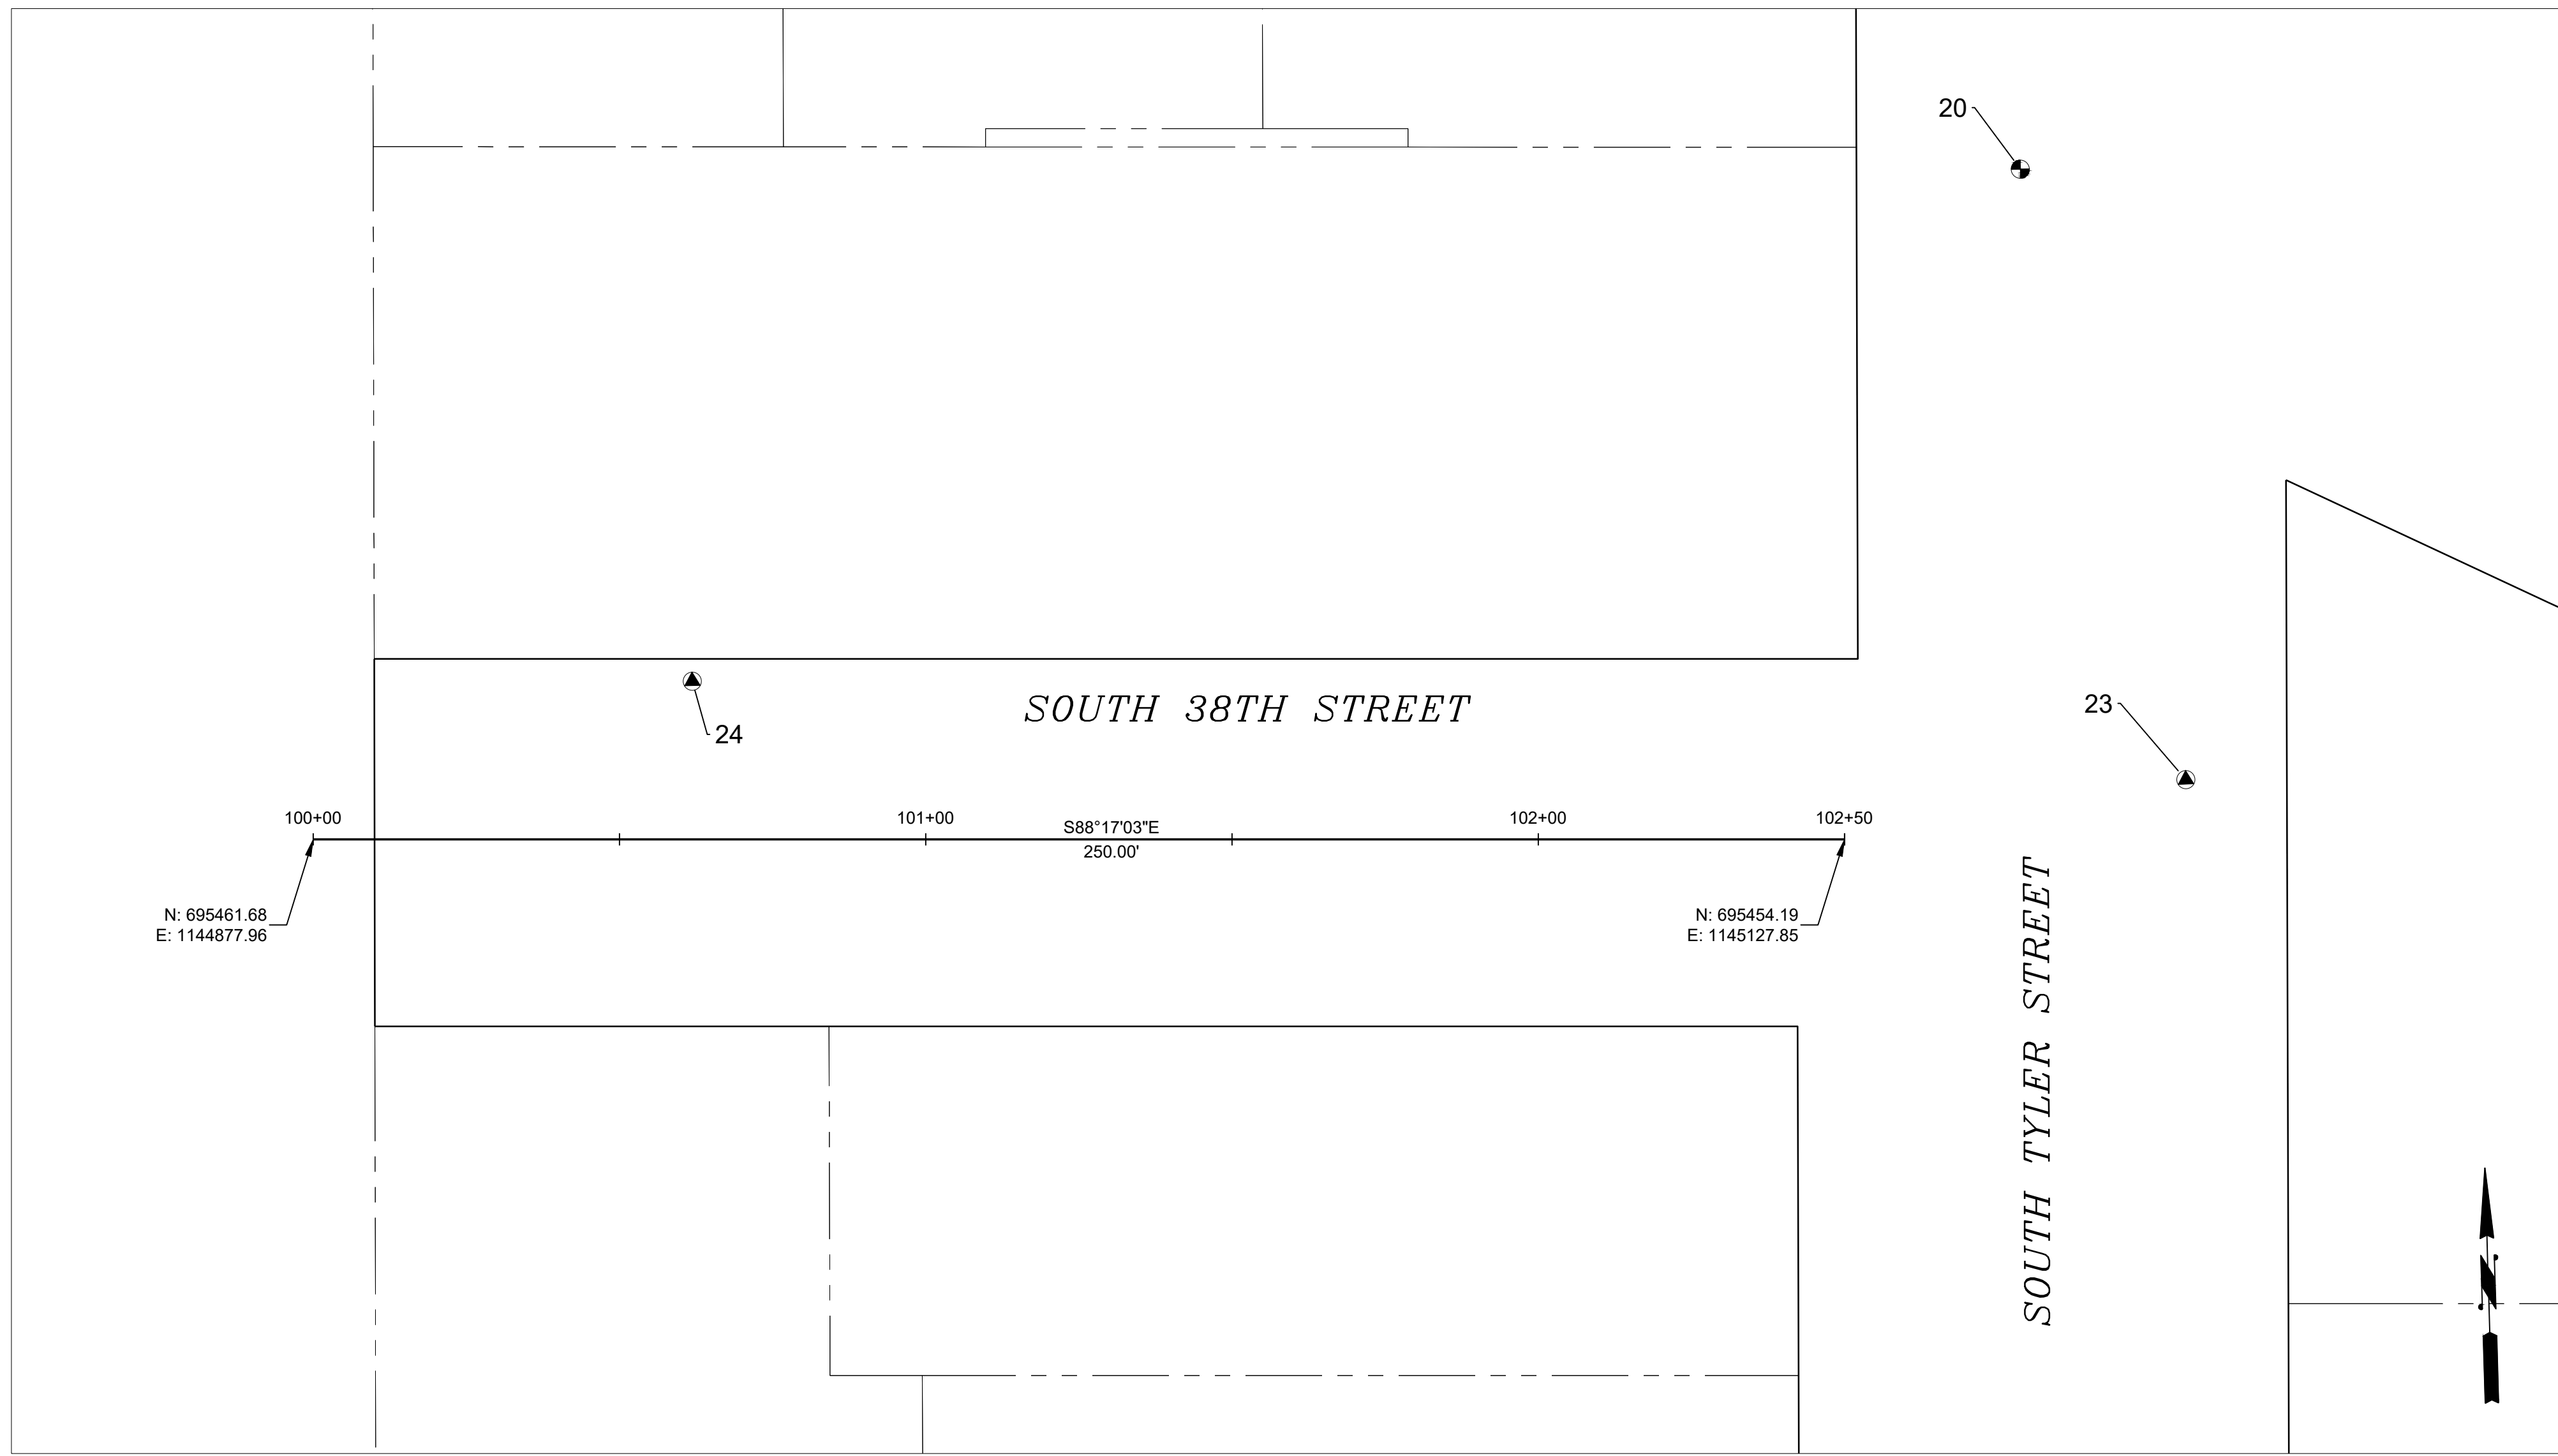 20
SOUTH 38TH STREET
24
23
100+00
101+00
S88°17'03"E
250.00'
102+00
102+50
N: 695461.68
E: 1144877.96
N: 695454.19
E: 1145127.85
SOUTH TYLER STREET
N